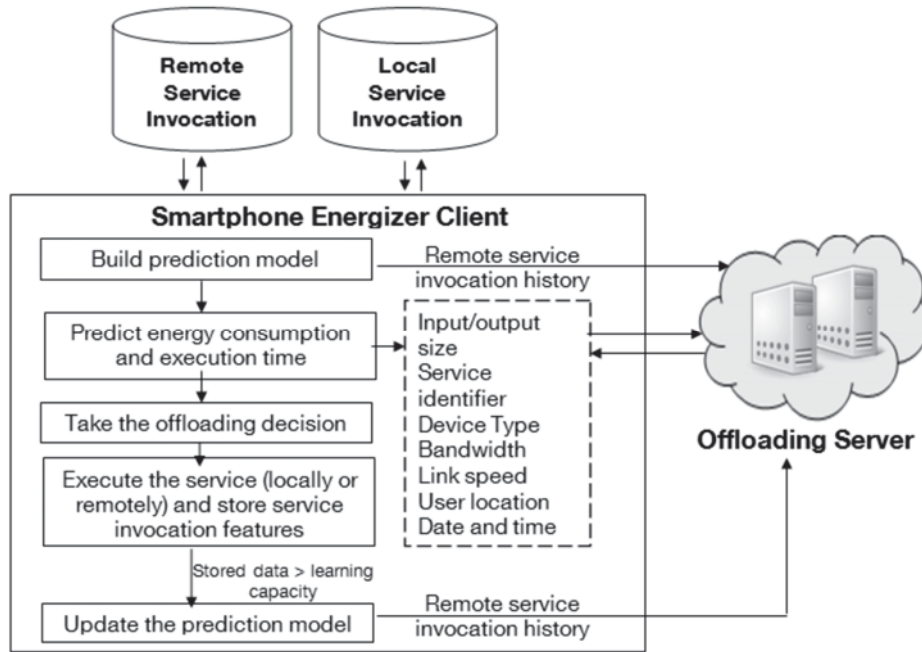 Remote
Service
Invocation
Local
Service
Invocation
Smartphone Energizer Client
Build prediction model
Remote service
invocation history
Predict energy consumption
and execution time
Input/output
size
Service
identifier
Device Type
Bandwidth
Link speed
User location
Date and time
Take the offloading decision
Execute the service (locally or
remotely) and store service
invocation features
Stored data > learning
capacity
Update the prediction model
Remote service
invocation history
Offloading Server